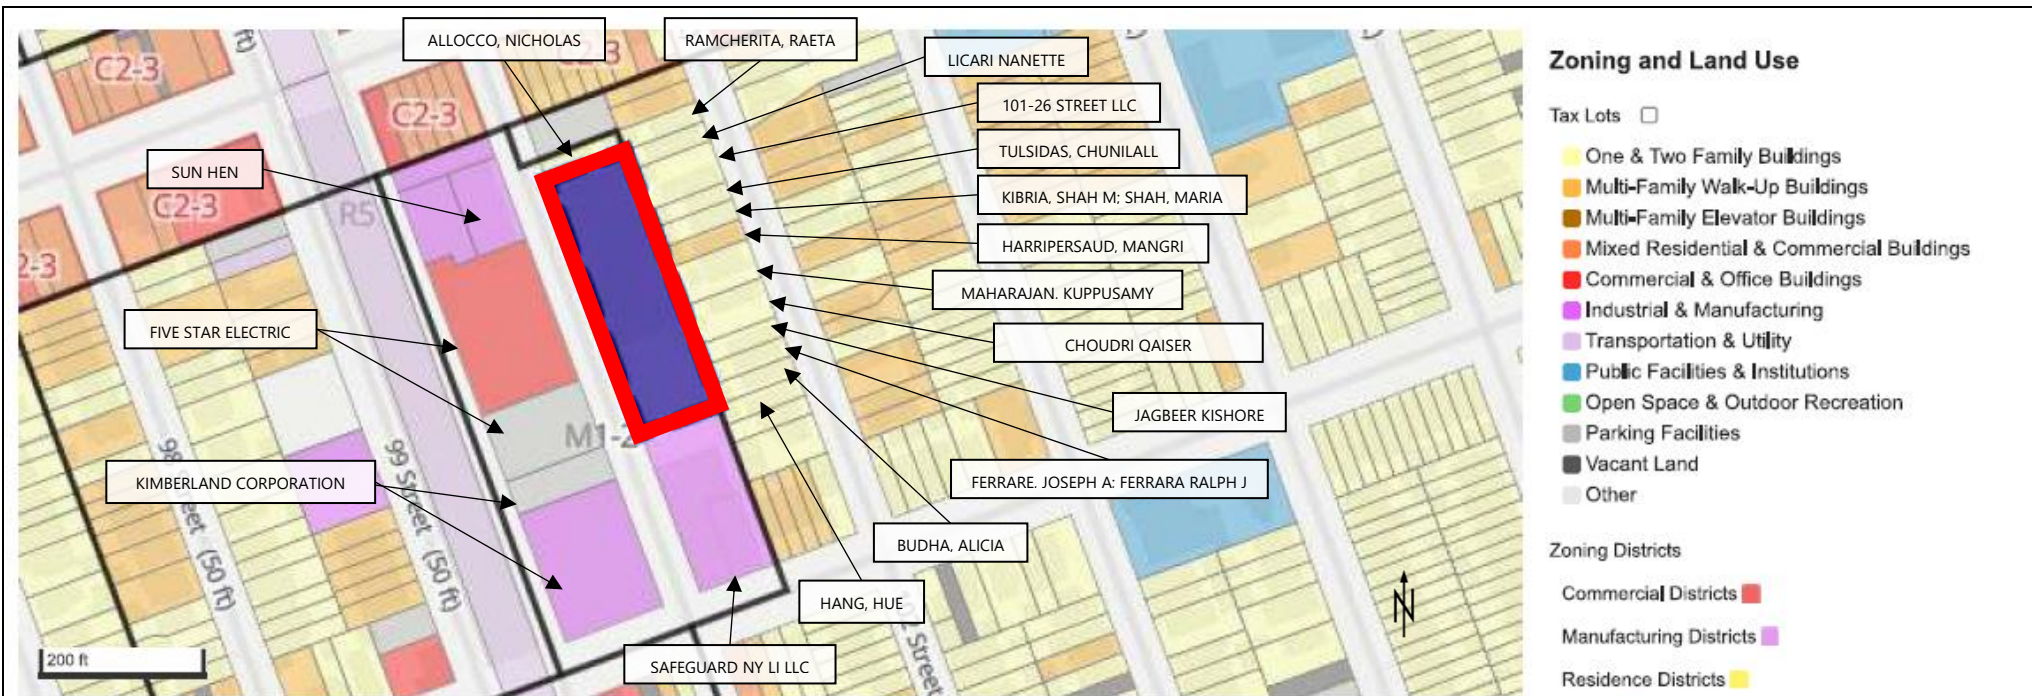 ALLOCCO, NICHOLAS
RAMCHERITA, RAETA
LICARI NANETTE
101-26 STREET LLC
TULSIDAS, CHUNILALL
KIBRIA, SHAH M; SHAH, MARIA
HARRIPERSAUD, MANGRI
MAHARAJAN. KUPPUSAMY
CHOUDRI QAISER
JAGBEER KISHORE
FERRARE. JOSEPH A: FERRARA RALPH J
BUDHA, ALICIA
HANG, HUE
SAFEGUARD NY LI LLC
SUN HEN
FIVE STAR ELECTRIC
KIMBERLAND CORPORATION
C2-3
C2-3
C2-3
2-3
R5
M1-2
98 Street (50 ft)
99 Street (50 ft)
Street
200 ft
N
Zoning and Land Use
Tax Lots
One & Two Family Buildings
Multi-Family Walk-Up Buildings
Multi-Family Elevator Buildings
Mixed Residential & Commercial Buildings
Commercial & Office Buildings
Industrial & Manufacturing
Transportation & Utility
Public Facilities & Institutions
Open Space & Outdoor Recreation
Parking Facilities
Vacant Land
Other
Zoning Districts
Commercial Districts
Manufacturing Districts
Residence Districts